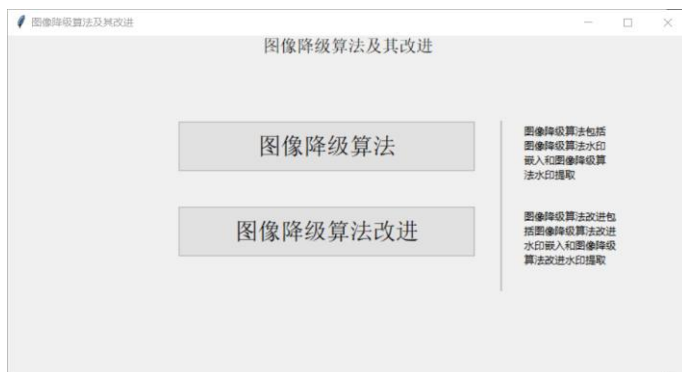 图像降级算法及其改进
图像降级算法及其改进
图像降级算法
图像降级算法改进
图像降级算法包括
图像降级算法水印
嵌入和图像降级算
法水印提取
图像降级算法改进包
括图像降级算法改进
水印嵌入和图像降级
算法改进水印提取